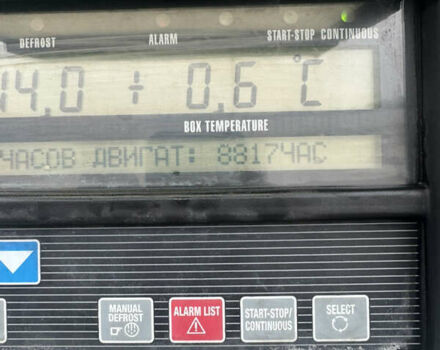 DEFROST ALARM START-STOP CONTINUOUS
14.0 ÷ 0.6 °C
BOX TEMPERATURE
ЧАСОВ ДВИГАТ: 8817ЧАС
MANUAL DEFROST
ALARM LIST
START-STOP/ CONTINUOUS
SELECT